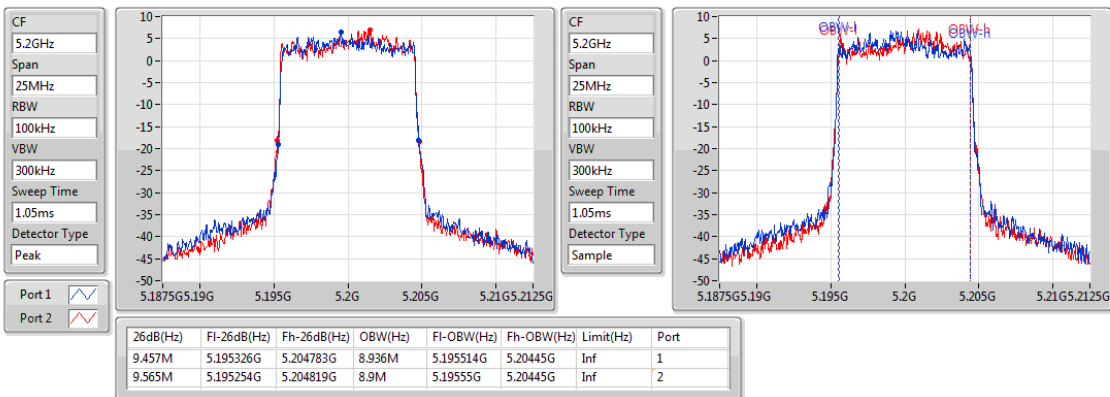 CF
5.2GHz
Span
25MHz
RBW
100kHz
VBW
300kHz
Sweep Time
1.05ms
Detector Type
Peak
Port 1
Port 2
10
5
0
-5
-10
-15
-20
-25
-30
-35
-40
-45
-50
5.1875G 5.19G 5.195G 5.2G 5.205G 5.21G 5.2125G
CF
5.2GHz
Span
25MHz
RBW
100kHz
VBW
300kHz
Sweep Time
1.05ms
Detector Type
Sample
10
5
0
-5
-10
-15
-20
-25
-30
-35
-40
-45
-50
OBW-l OBW-h
OBW-l OBW-h
5.1875G 5.19G 5.195G 5.2G 5.205G 5.21G 5.2125G
26dB(Hz) Fl-26dB(Hz) Fh-26dB(Hz) OBW(Hz) Fl-OBW(Hz) Fh-OBW(Hz) Limit(Hz) Port
9.457M 5.195326G 5.204783G 8.936M 5.195514G 5.20445G Inf 1
9.565M 5.195254G 5.204819G 8.9M 5.19555G 5.20445G Inf 2